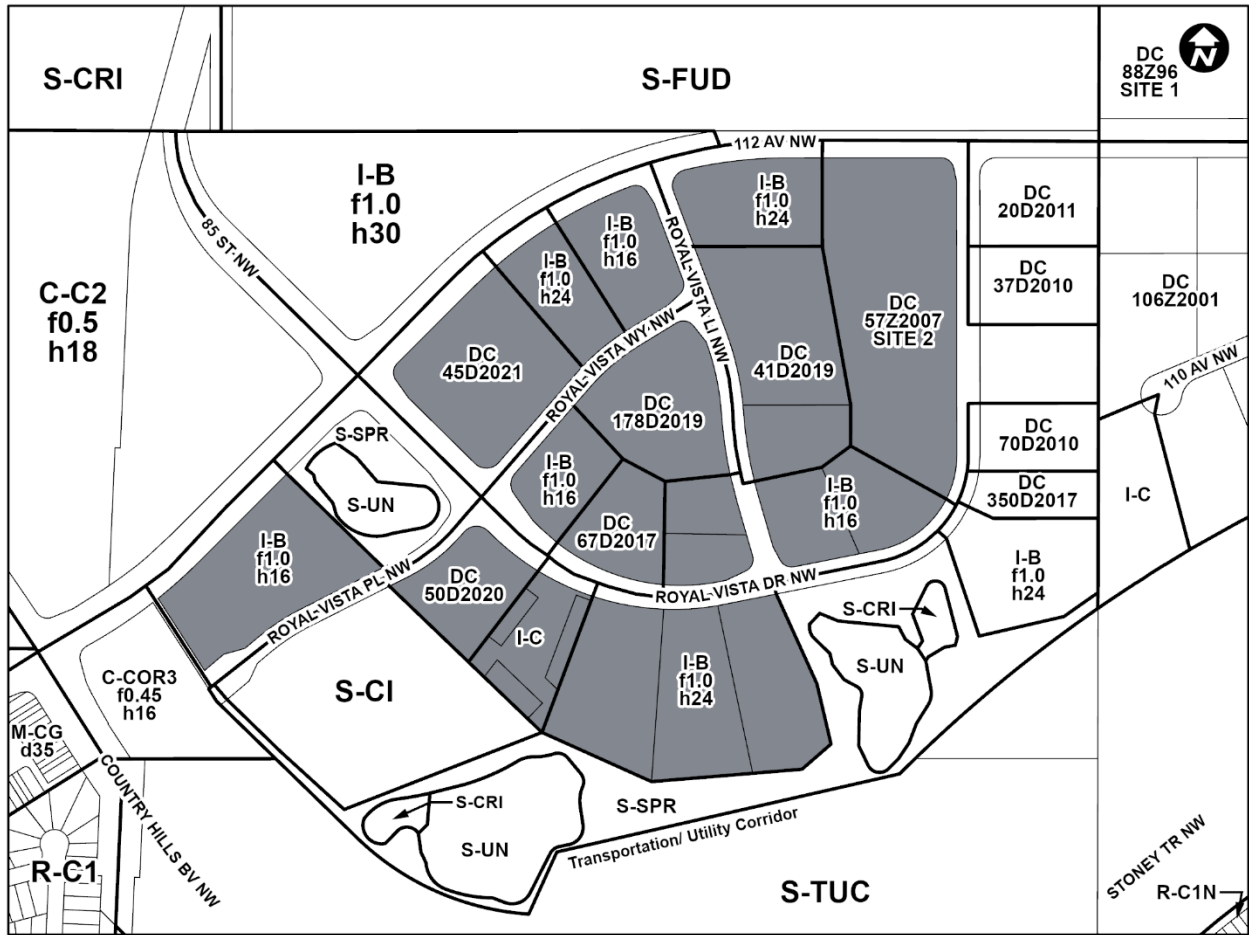 S-CRI
S-FUD
DC
88Z96
SITE 1
N
112 AV NW
I-B
f1.0
h30
85 ST NW
C-C2
f0.5
h18
I-B
f1.0
h24
I-B
f1.0
h16
I-B
f1.0
h24
ROYAL VISTA LI NW
DC
20D2011
DC
37D2010
DC
106Z2001
DC
57Z2007
SITE 2
DC
45D2021
ROYAL VISTA WY NW
DC
41D2019
DC
178D2019
110 AV NW
S-SPR
S-UN
I-B
f1.0
h16
DC
67D2017
I-B
f1.0
h16
DC
70D2010
DC
350D2017
I-C
I-B
f1.0
h16
ROYAL VISTA PL NW
DC
50D2020
ROYAL VISTA DR NW
I-B
f1.0
h24
I-C
S-CRI
S-UN
I-B
f1.0
h24
S-CI
C-COR3
f0.45
h16
M-CG
d35
COUNTRY HILLS BV NW
S-CRI
S-UN
S-SPR
Transportation/ Utility Corridor
R-C1
S-TUC
STONEY TR NW
R-C1N